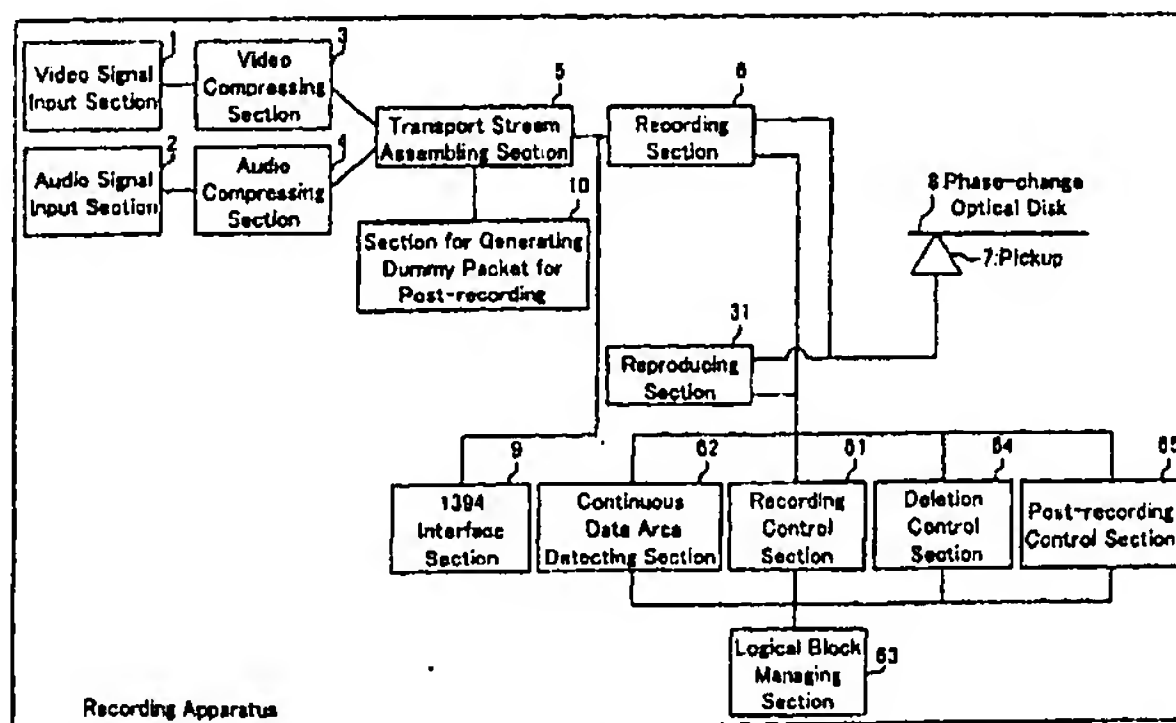 1
Video Signal
Input Section
3
Video
Compressing
Section
2
Audio Signal
Input Section
4
Audio
Compressing
Section
5
Transport Stream
Assembling Section
6
Recording
Section
10
Section for Generating
Dummy Packet for
Post-recording
8:Phase-change
Optical Disk
7:Pickup
31
Reproducing
Section
9
1394
Interface
Section
62
Continuous
Data Area
Detecting Section
61
Recording
Control
Section
64
Deletion
Control
Section
65
Post-recording
Control Section
Logical Block
Managing
Section
63
Recording Apparatus